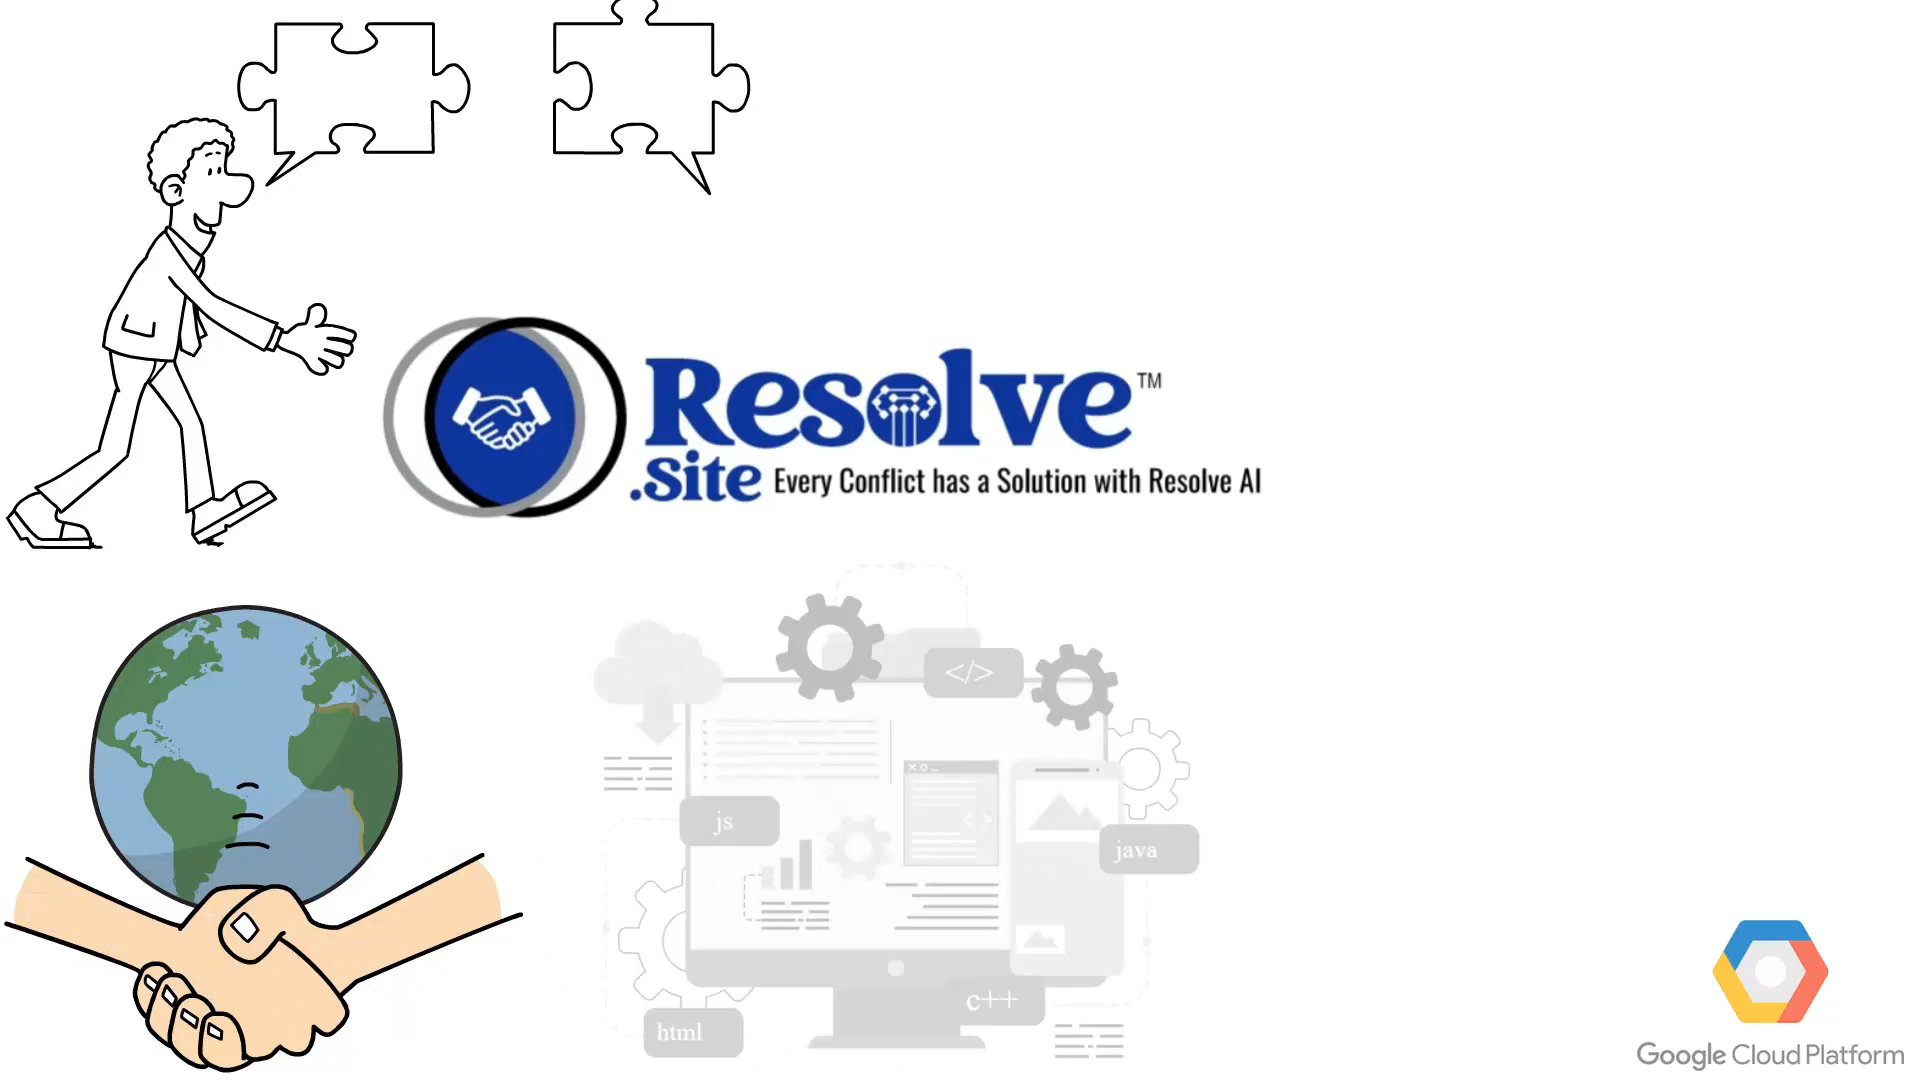 Resolve™
.Site Every Conflict has a Solution with Resolve AI
</>
js
java
c++
html
Google Cloud Platform